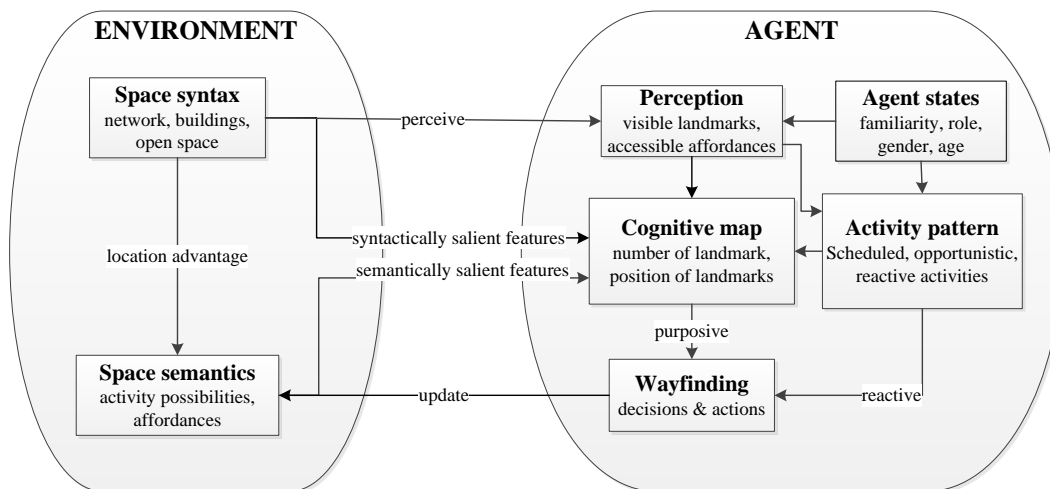 ENVIRONMENT
AGENT
Space syntax
network, buildings,
open space
perceive
Perception
visible landmarks,
accessible affordances
Agent states
familiarity, role,
gender, age
location advantage
syntactically salient features
semantically salient features
Cognitive map
number of landmark,
position of landmarks
Activity pattern
Scheduled, opportunistic,
reactive activities
purposive
Space semantics
activity possibilities,
affordances
update
Wayfinding
decisions & actions
reactive